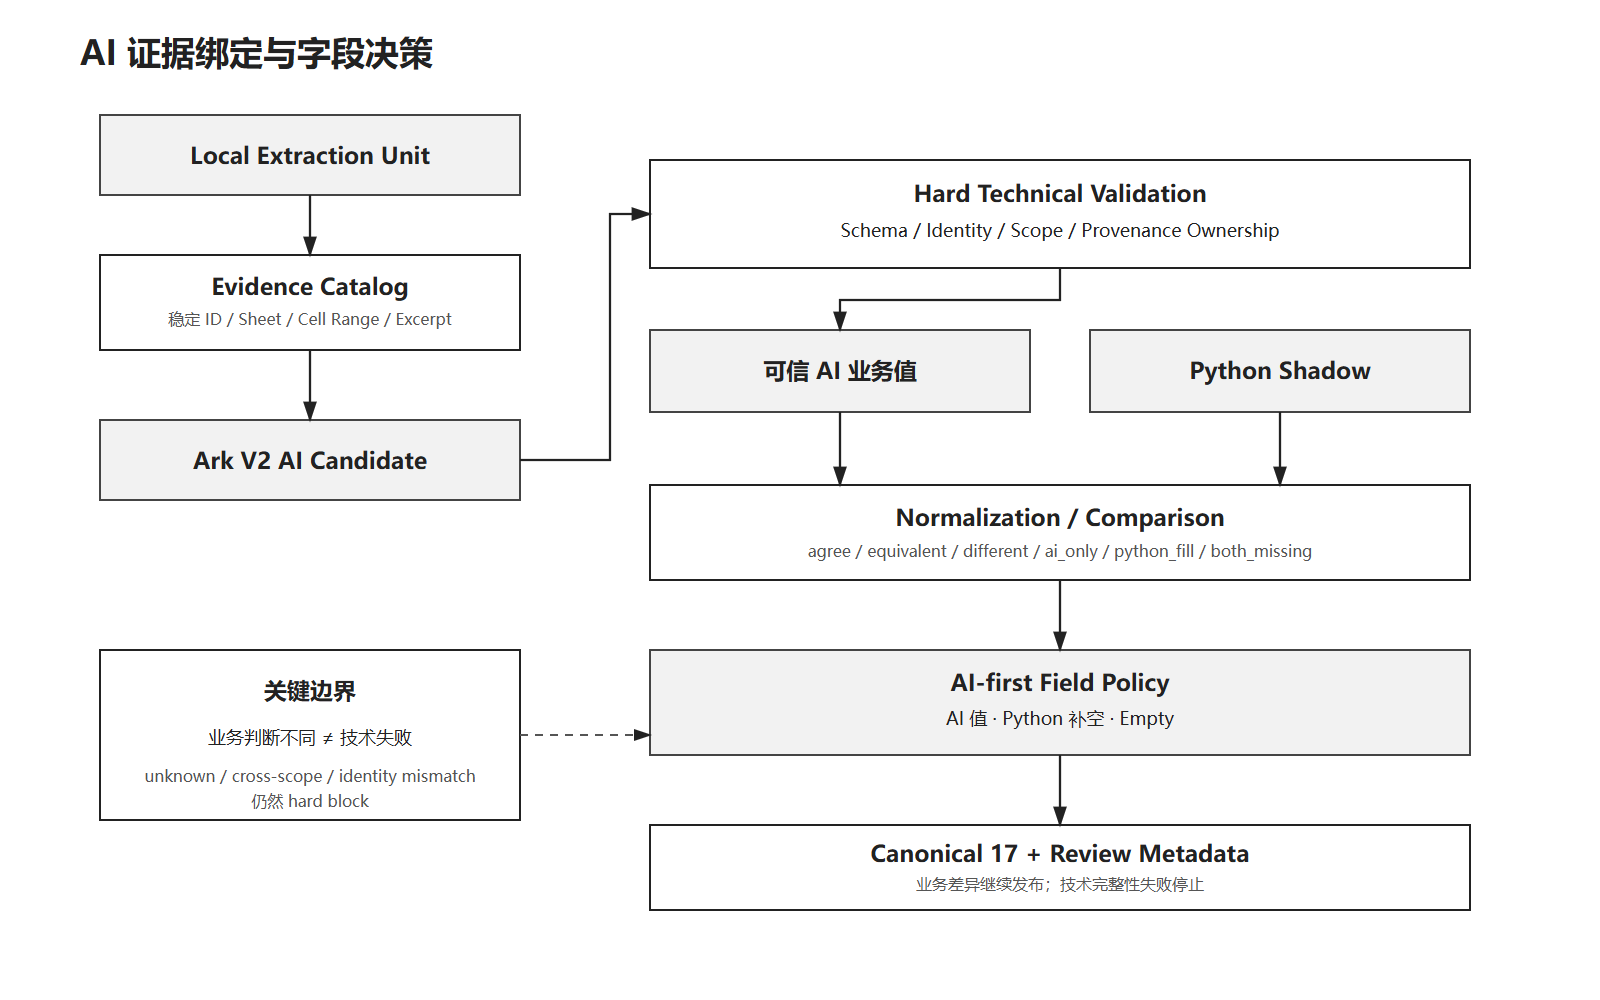 AI 证据绑定与字段决策
Local Extraction Unit
Evidence Catalog
稳定 ID / Sheet / Cell Range / Excerpt
Ark V2 AI Candidate
Hard Technical Validation
Schema / Identity / Scope / Provenance Ownership
可信 AI 业务值
Python Shadow
Normalization / Comparison
agree / equivalent / different / ai_only / python_fill / both_missing
关键边界
业务判断不同 ≠ 技术失败
unknown / cross-scope / identity mismatch
仍然 hard block
AI-first Field Policy
AI 值 · Python 补空 · Empty
Canonical 17 + Review Metadata
业务差异继续发布；技术完整性失败停止